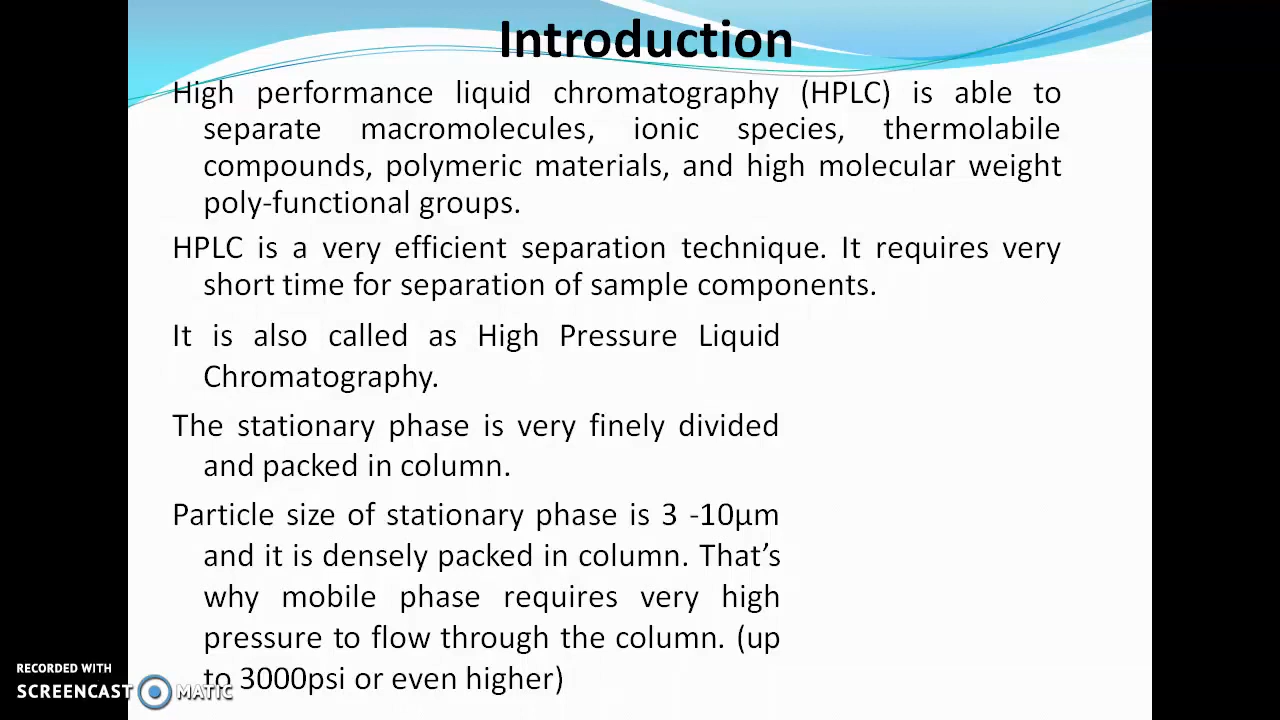 Introduction
High performance liquid chromatography (HPLC) is able to
separate macromolecules, ionic species, thermolabile
compounds, polymeric materials, and high molecular weight
poly-functional groups.
HPLC is a very efficient separation technique. It requires very
short time for separation of sample components.
It is also called as High Pressure Liquid
Chromatography.
The stationary phase is very finely divided
and packed in column.
Particle size of stationary phase is 3 -10µm
and it is densely packed in column. That’s
why mobile phase requires very high
pressure to flow through the column. (up
to 3000psi or even higher)
RECORDED WITH
SCREENCAST MATIC